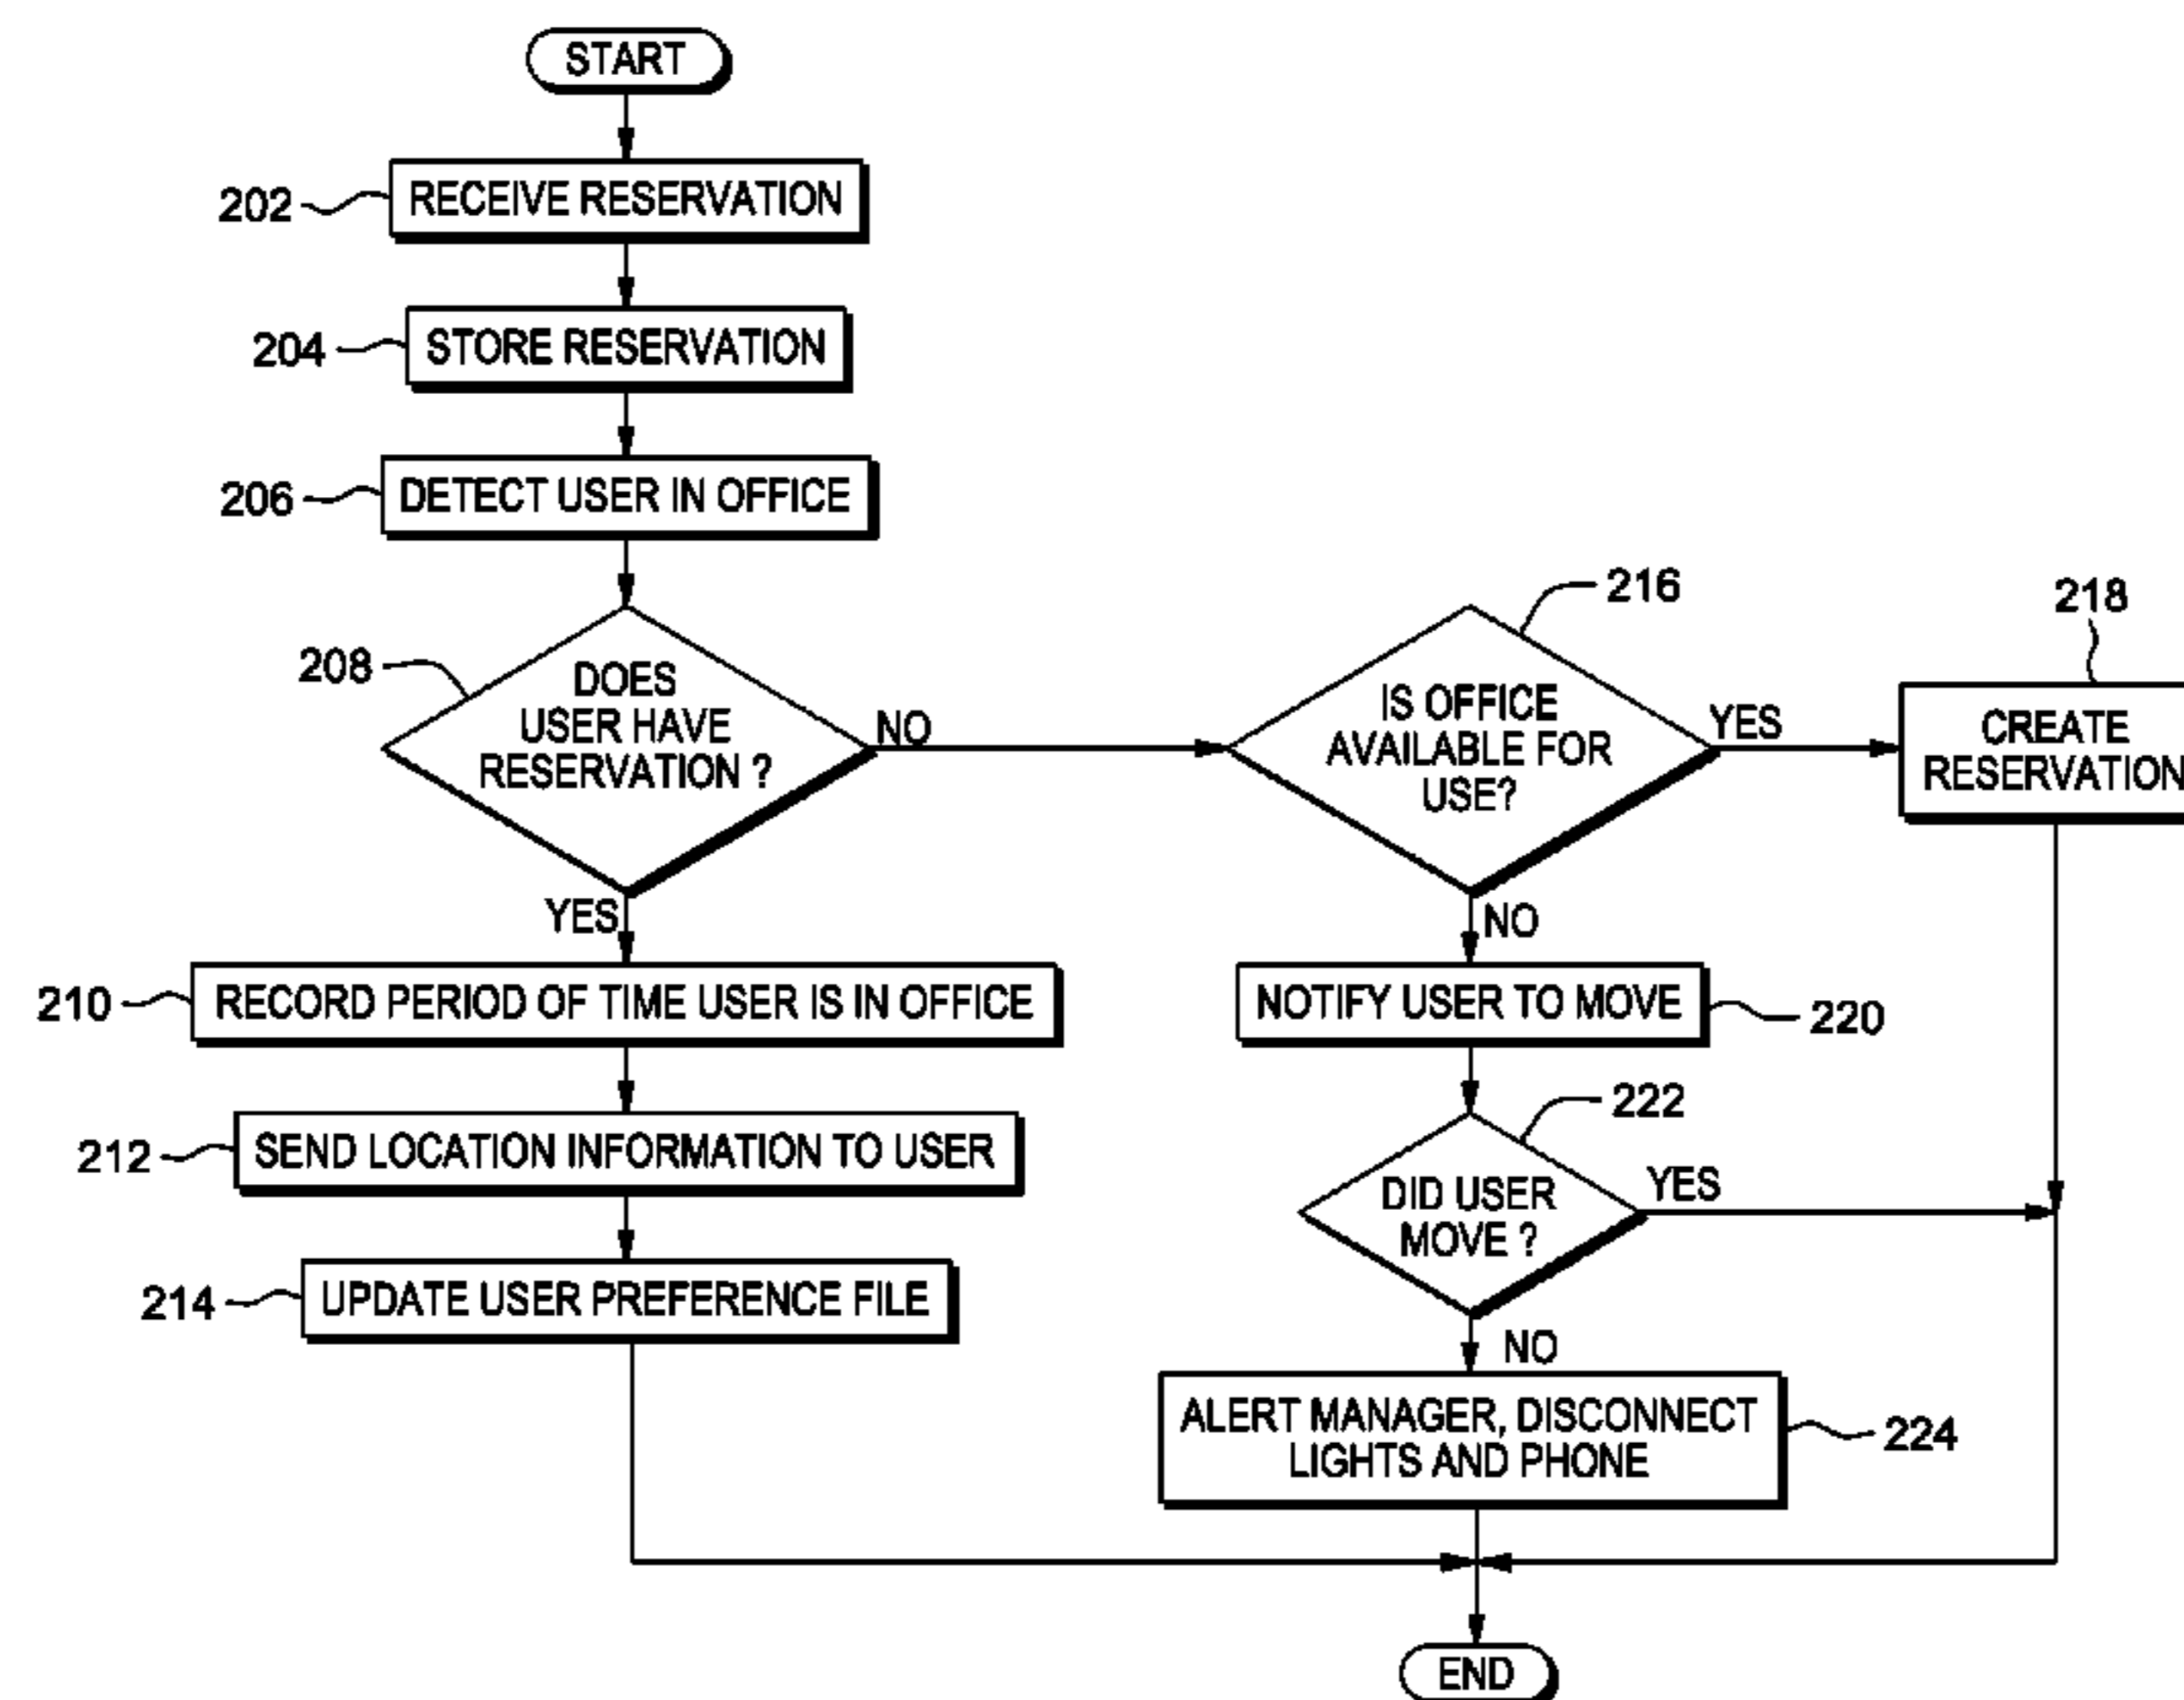 START
202
RECEIVE RESERVATION
204
STORE RESERVATION
206
DETECT USER IN OFFICE
208
DOES
USER HAVE
RESERVATION ?
NO
YES
216
IS OFFICE
AVAILABLE FOR
USE?
YES
NO
218
CREATE
RESERVATION
210
RECORD PERIOD OF TIME USER IS IN OFFICE
212
SEND LOCATION INFORMATION TO USER
214
UPDATE USER PREFERENCE FILE
NOTIFY USER TO MOVE
220
222
DID USER
MOVE ?
YES
NO
ALERT MANAGER, DISCONNECT
LIGHTS AND PHONE
224
END